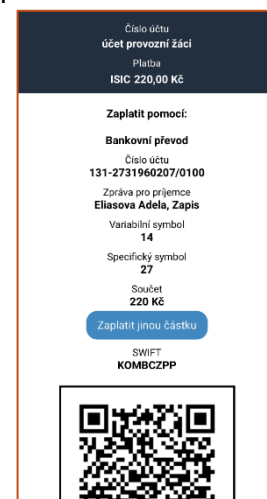 Číslo účtu
účet provozní žáci
Platba
ISIC 220,00 Kč
Zaplatit pomocí:
Bankovní převod
Číslo účtu
131-2731960207/0100
Zpráva pro příjemce
Eliasova Adela, Zapis
Variabilní symbol
14
Specifický symbol
27
Součet
220 Kč
Zaplatit jinou částku
SWIFT
KOMBCZPP